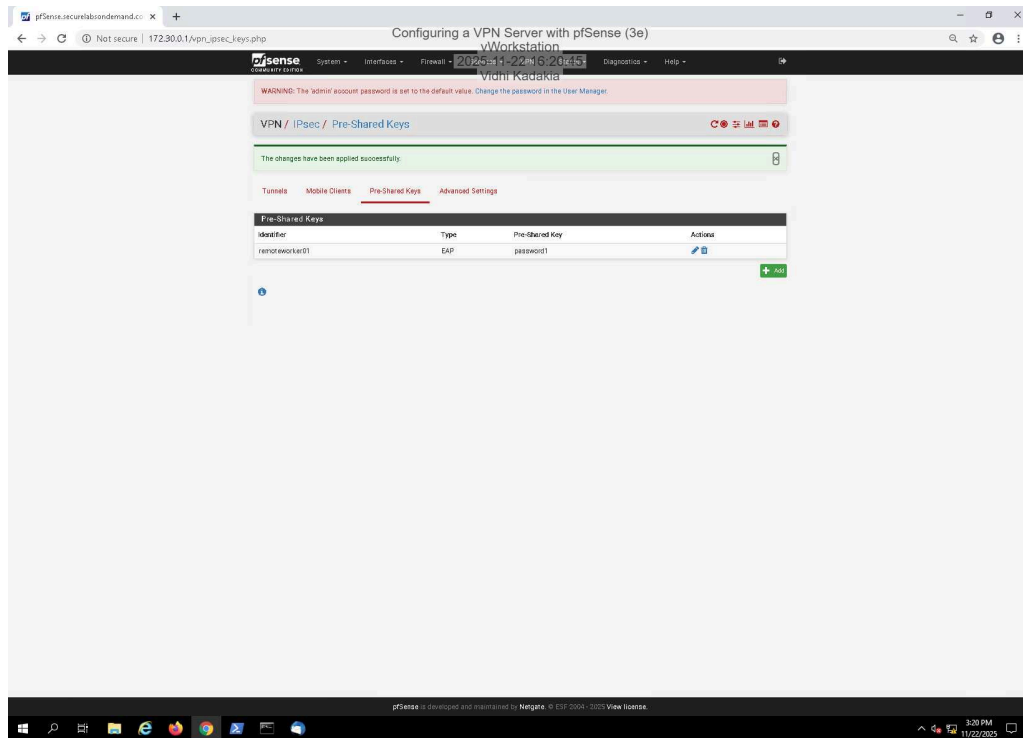 pfSense.securelabsondemand.co
Not secure | 172.30.0.1/vpn_ipsec_keys.php
Configuring a VPN Server with pfSense (3e)
vWorkstation
Vidhi Kadakia
pfsense
COMMUNITY EDITION
System Interfaces Firewall VPN Diagnostics Help
WARNING: The 'admin' account password is set to the default value. Change the password in the User Manager.
VPN / IPsec / Pre-Shared Keys
The changes have been applied successfully.
Tunnels Mobile Clients Pre-Shared Keys Advanced Settings
Pre-Shared Keys
Identifier Type Pre-Shared Key Actions
remoteworker01 EAP password1
Add
pfSense is developed and maintained by Netgate. © ESF 2004 - 2025 View license.
3:20 PM
11/22/2025